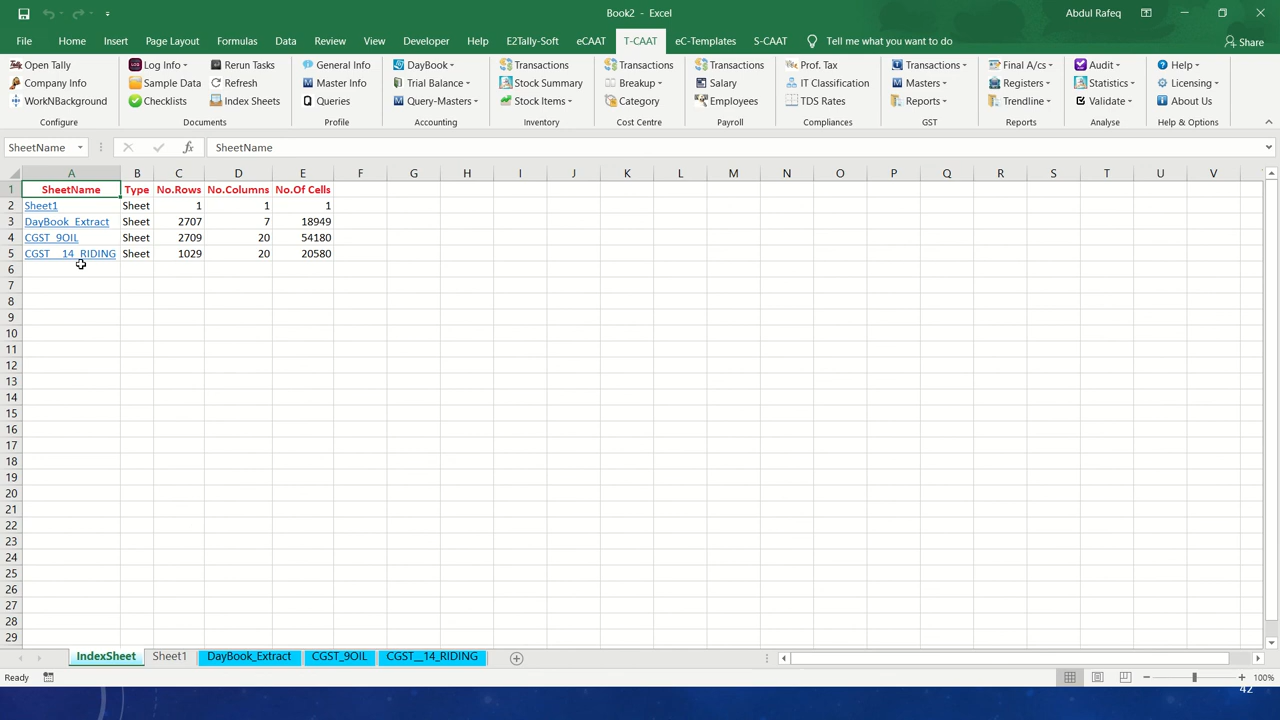 Book2 - Excel
Abdul Rafeq
File Home Insert Page Layout Formulas Data Review View Developer Help E2Tally-Soft eCAAT T-CAAT eC-Templates S-CAAT Tell me what you want to do Share
Open Tally Log Info Rerun Tasks General Info DayBook Transactions Transactions Transactions Prof. Tax Transactions Final A/cs Audit Help
Company Info Sample Data Refresh Master Info Trial Balance Stock Summary Breakup Salary IT Classification Masters Registers Statistics Licensing
WorkNBackground Checklists Index Sheets Queries Query-Masters Stock Items Category Employees TDS Rates Reports Trendline Validate About Us
Configure Documents Profile Accounting Inventory Cost Centre Payroll Compliances GST Reports Analyse Help & Options
SheetName fx SheetName
A B C D E F G H I J K L M N O P Q R S T U V
1 SheetName Type No.Rows No.Columns No.Of Cells
2 Sheet1 Sheet 1 1 1
3 DayBook_Extract Sheet 2707 7 18949
4 CGST_9OIL Sheet 2709 20 54180
5 CGST__14_RIDING Sheet 1029 20 20580
6
7
8
9
10
11
12
13
14
15
16
17
18
19
20
21
22
23
24
25
26
27
28
29
IndexSheet Sheet1 DayBook_Extract CGST_9OIL CGST__14_RIDING
Ready 100%
42